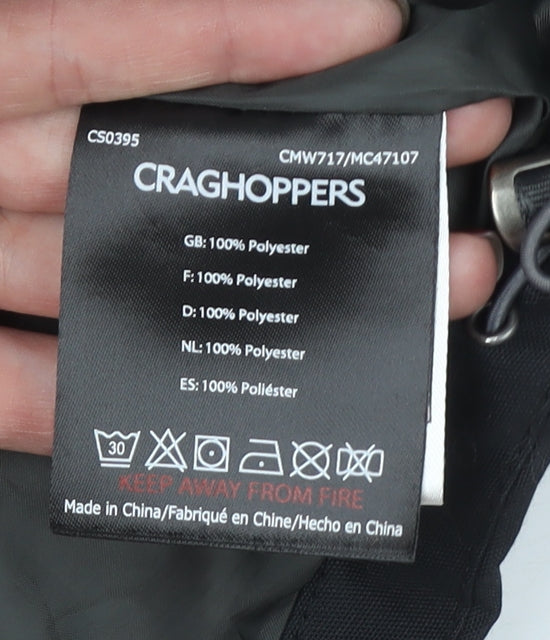 CS0395
CMW717/MC47107
CRAGHOPPERS
GB: 100% Polyester
F: 100% Polyester
D: 100% Polyester
NL: 100% Polyester
ES: 100% Poliéster
30
KEEP AWAY FROM FIRE
Made in China/Fabriqué en Chine/Hecho en China